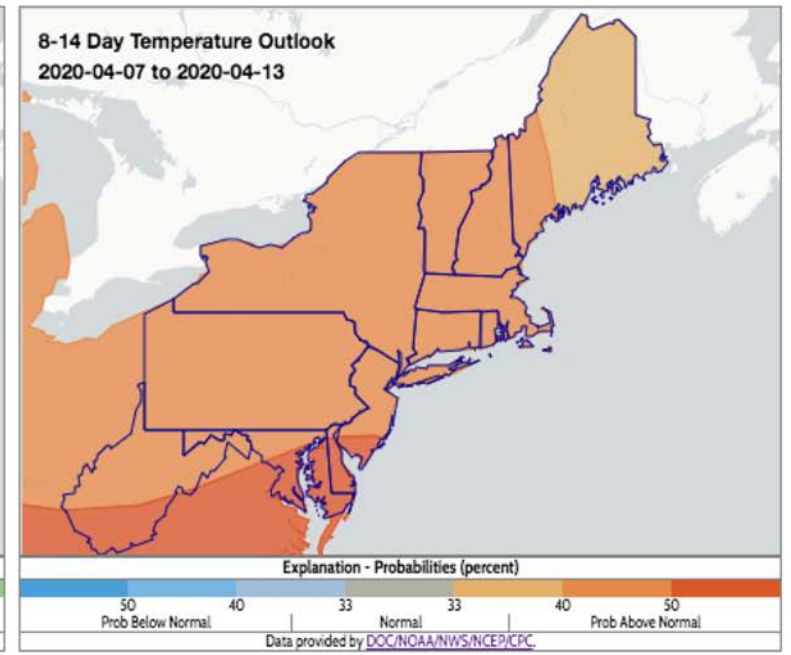 8-14 Day Temperature Outlook
2020-04-07 to 2020-04-13
Explanation - Probabilities (percent)
50 40 33 33 40 50
Prob Below Normal | Normal | Prob Above Normal
Data provided by DOC/NOAA/NWS/NCEP/CPC.